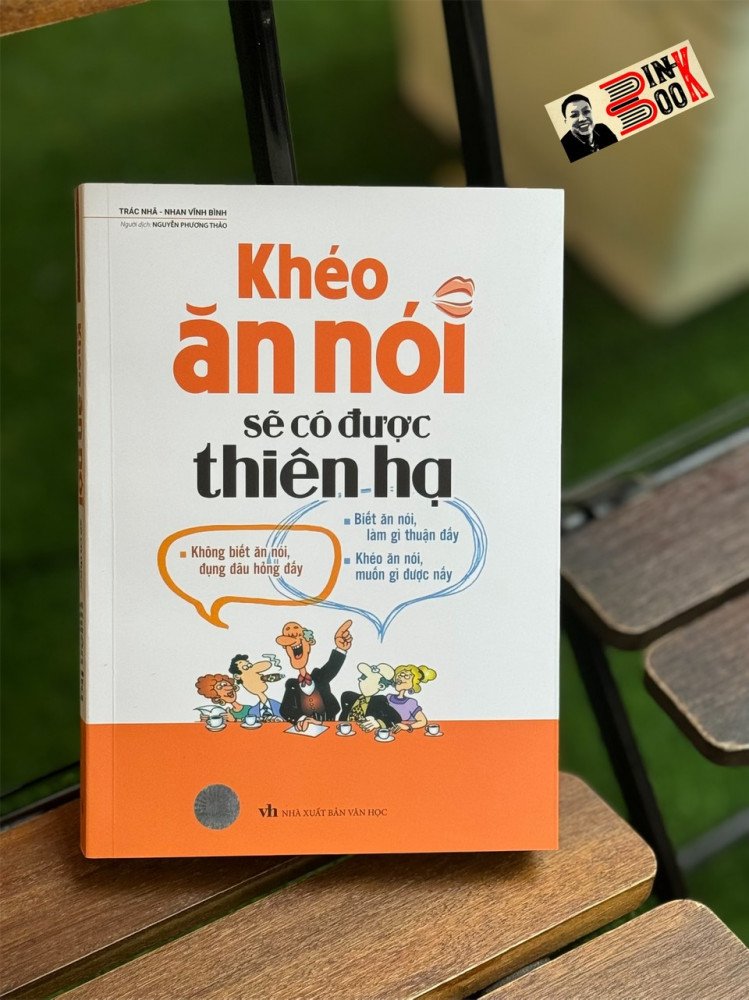 BINBOOK
TRÁC NHÃ - NHAN VĨNH BÌNH
Người dịch: NGUYỄN PHƯƠNG THẢO
Khéo
ăn nói
sẽ có được
thiên hạ
Biết ăn nói,
làm gì thuận đấy
Khéo ăn nói,
muốn gì được nấy
Không biết ăn nói,
đụng đâu hỏng đấy
vh NHÀ XUẤT BẢN VĂN HỌC